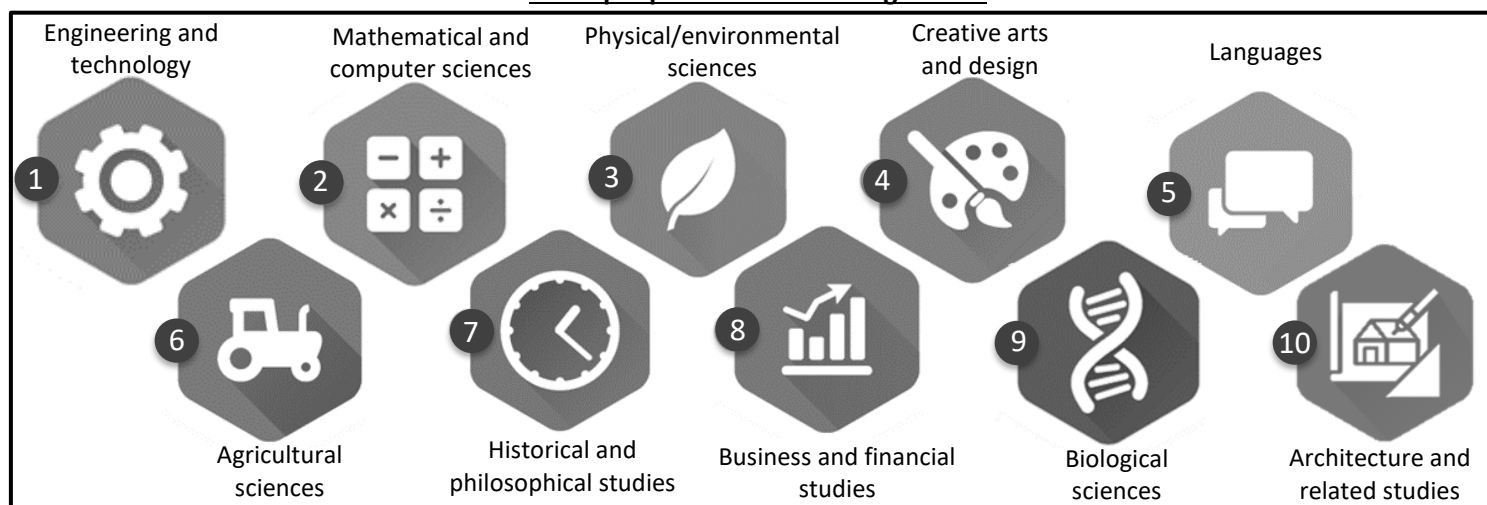 Engineering and
technology
Mathematical and
computer sciences
Physical/environmental
sciences
Creative arts
and design
Languages
1
2
3
4
5
6
7
8
9
10
Agricultural
sciences
Historical and
philosophical studies
Business and financial
studies
Biological
sciences
Architecture and
related studies